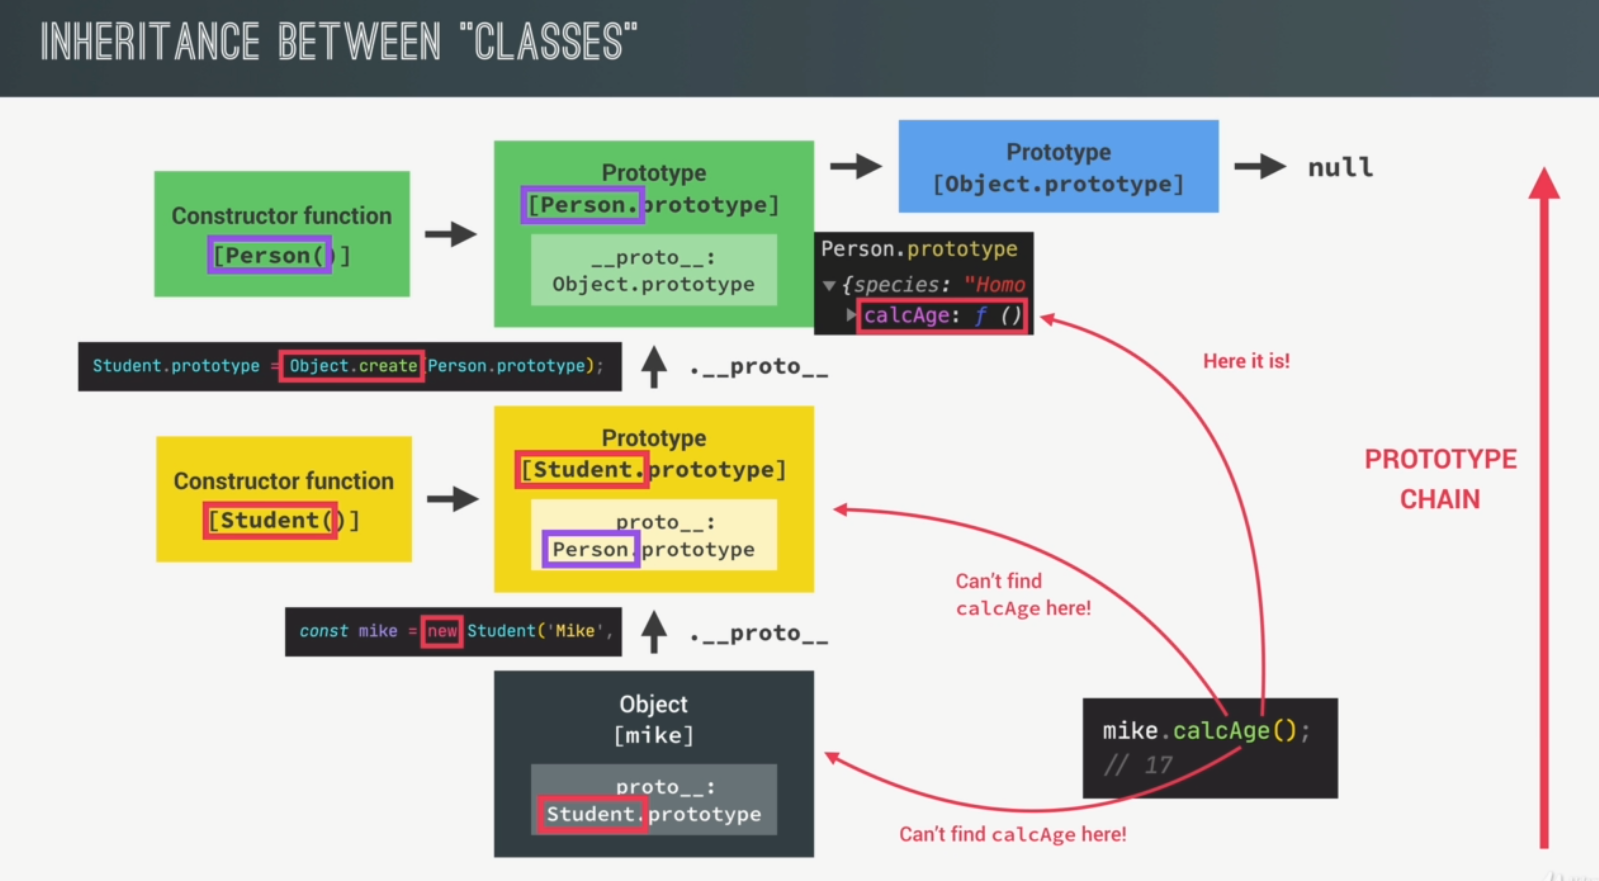 INHERITANCE BETWEEN "CLASSES"
Constructor function
[Person()]
Prototype
[Person.prototype]
__proto__:
Object.prototype
Prototype
[Object.prototype]
null
Person.prototype
▼{species: "Homo
▶calcAge: ƒ ()
Here it is!
Student.prototype = Object.create(Person.prototype);
.__proto__
Constructor function
[Student()]
Prototype
[Student.prototype]
proto__:
Person.prototype
PROTOTYPE
CHAIN
Can't find
calcAge here!
const mike = new Student('Mike',
.__proto__
Object
[mike]
proto__:
Student.prototype
mike.calcAge();
// 17
Can't find calcAge here!